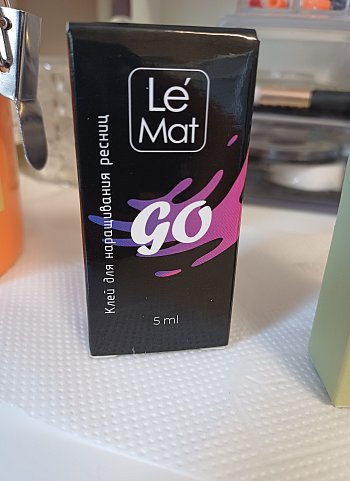 Lé
Mat
Клей для наращивания ресниц
GO
5 ml